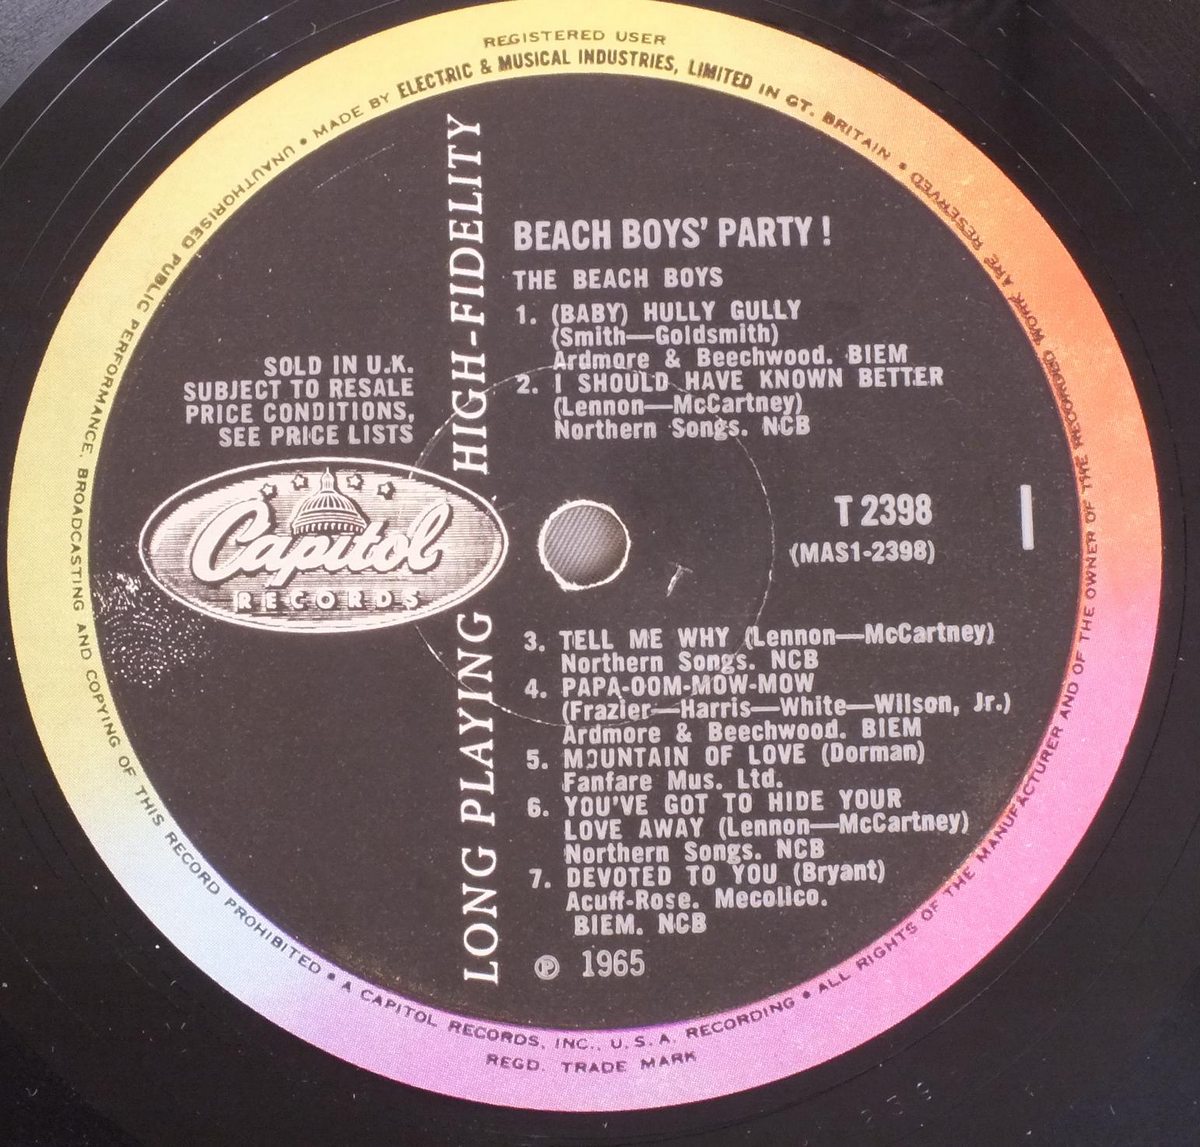 REGISTERED USER
• MADE BY ELECTRIC & MUSICAL INDUSTRIES, LIMITED IN GT. BRITAIN •
LONG PLAYING HIGH-FIDELITY
BEACH BOYS' PARTY !
THE BEACH BOYS
1. (BABY) HULLY GULLY
(Smith—Goldsmith)
Ardmore & Beechwood. BIEM
2. I SHOULD HAVE KNOWN BETTER
(Lennon—McCartney)
Northern Songs. NCB
SOLD IN U.K.
SUBJECT TO RESALE
PRICE CONDITIONS,
SEE PRICE LISTS
Capitol
RECORDS
T 2398
(MAS1-2398)
1
3. TELL ME WHY (Lennon—McCartney)
Northern Songs. NCB
4. PAPA-OOM-MOW-MOW
(Frazier—Harris—White—Wilson, Jr.)
Ardmore & Beechwood. BIEM
5. MOUNTAIN OF LOVE (Dorman)
Fanfare Mus. Ltd.
6. YOU'VE GOT TO HIDE YOUR
LOVE AWAY (Lennon—McCartney)
Northern Songs. NCB
7. DEVOTED TO YOU (Bryant)
Acuff-Rose. Mecolico.
BIEM. NCB
℗ 1965
UNAUTHORISED PUBLIC PERFORMANCE, BROADCASTING AND COPYING OF THIS RECORD PROHIBITED • A CAPITOL RECORDS, INC., U.S.A. RECORDING • ALL RIGHTS OF THE MANUFACTURER AND OF THE OWNER OF THE RECORDED WORK ARE RESERVED
REGD. TRADE MARK